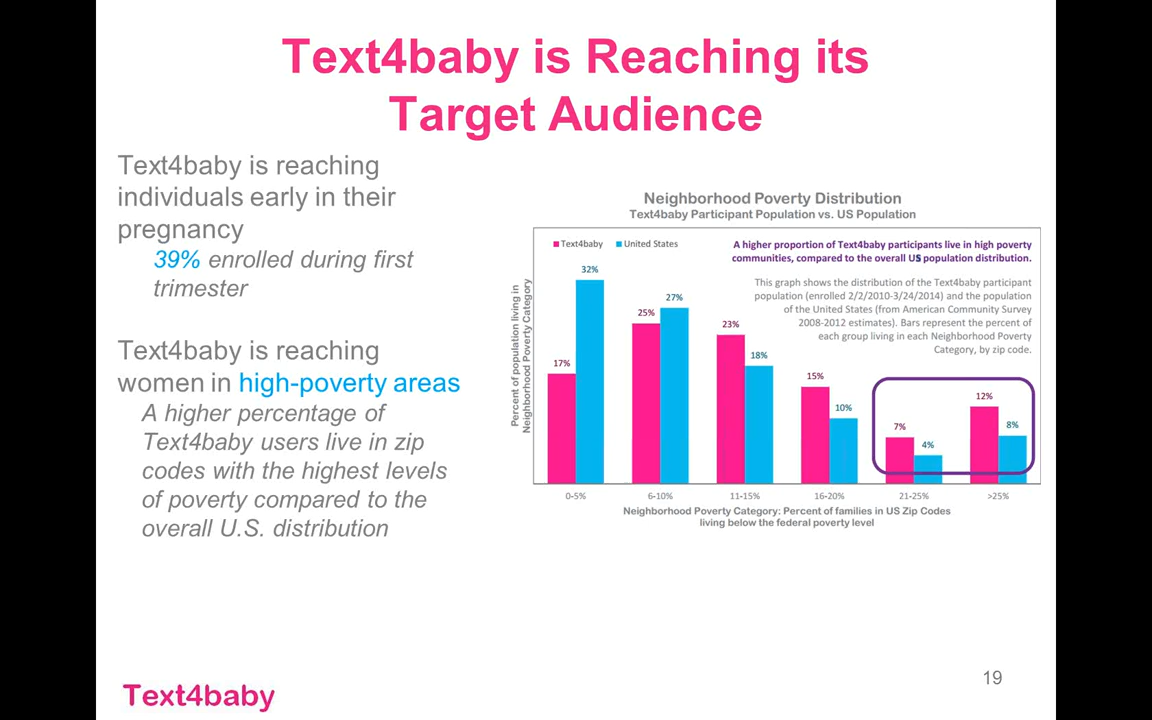 Text4baby is Reaching its
Target Audience
Text4baby is reaching
individuals early in their
pregnancy
39% enrolled during first
trimester
Text4baby is reaching
women in high-poverty areas
A higher percentage of
Text4baby users live in zip
codes with the highest levels
of poverty compared to the
overall U.S. distribution
Neighborhood Poverty Distribution
Text4baby Participant Population vs. US Population
Text4baby United States
A higher proportion of Text4baby participants live in high poverty
communities, compared to the overall US population distribution.
This graph shows the distribution of the Text4baby participant
population (enrolled 2/2/2010-3/24/2014) and the population
of the United States (from American Community Survey
2008-2012 estimates). Bars represent the percent of
each group living in each Neighborhood Poverty
Category, by zip code.
Percent of population living in
Neighborhood Poverty Category
17% 32% 25% 27% 23% 18% 15% 10% 7% 4% 12% 8%
0-5% 6-10% 11-15% 16-20% 21-25% >25%
Neighborhood Poverty Category: Percent of families in US Zip Codes
living below the federal poverty level
Text4baby
19